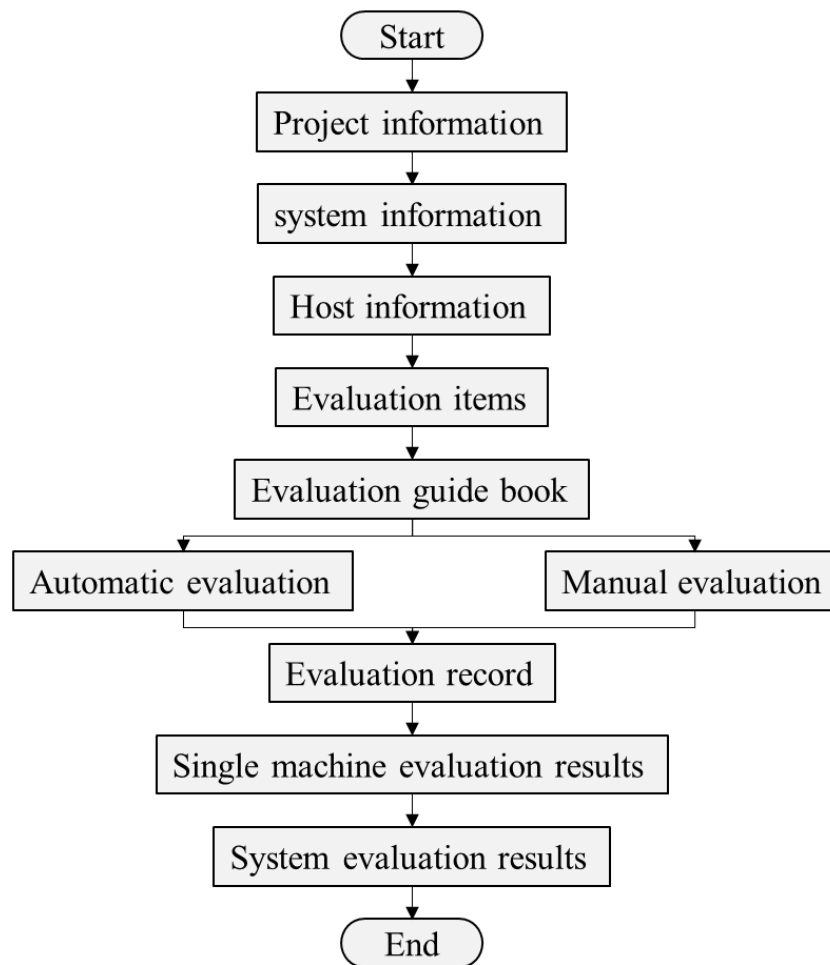 Start
Project information
system information
Host information
Evaluation items
Evaluation guide book
Automatic evaluation
Manual evaluation
Evaluation record
Single machine evaluation results
System evaluation results
End